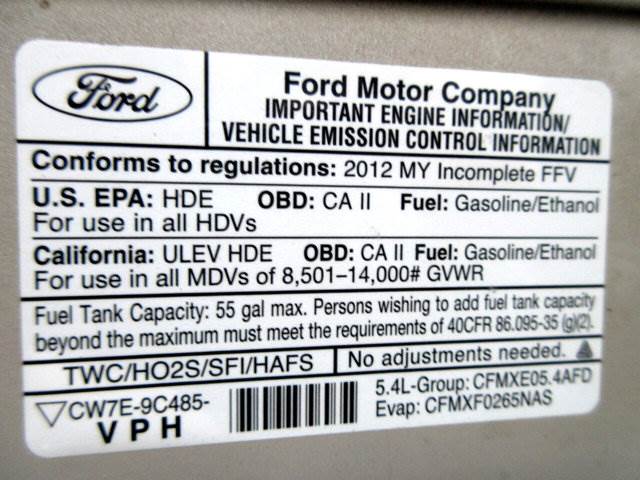 Ford
Ford Motor Company
IMPORTANT ENGINE INFORMATION/
VEHICLE EMISSION CONTROL INFORMATION
Conforms to regulations: 2012 MY Incomplete FFV
U.S. EPA: HDE OBD: CA II Fuel: Gasoline/Ethanol
For use in all HDVs
California: ULEV HDE OBD: CA II Fuel: Gasoline/Ethanol
For use in all MDVs of 8,501–14,000# GVWR
Fuel Tank Capacity: 55 gal max. Persons wishing to add fuel tank capacity
beyond the maximum must meet the requirements of 40CFR 86.095-35 (g)(2).
TWC/HO2S/SFI/HAFS No adjustments needed.
CW7E-9C485-
VPH
5.4L-Group: CFMXE05.4AFD
Evap: CFMXF0265NAS